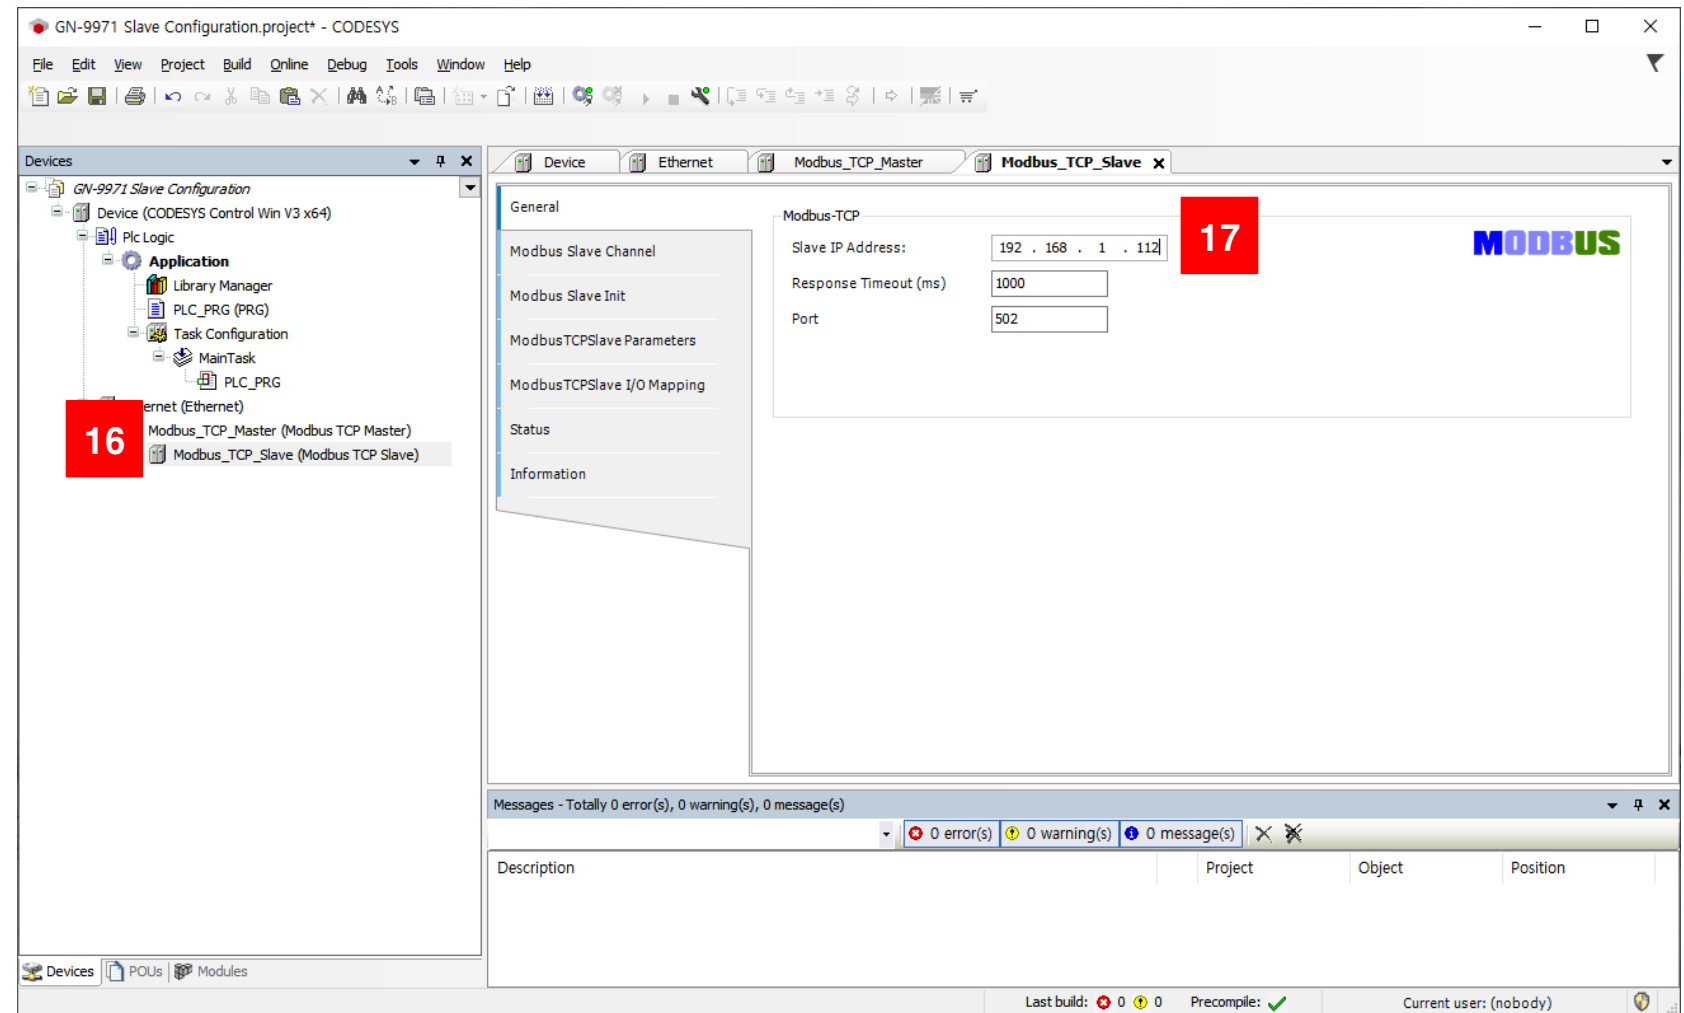 GN-9971 Slave Configuration.project* - CODESYS
File Edit View Project Build Online Debug Tools Window Help
Devices
GN-9971 Slave Configuration
Device (CODESYS Control Win V3 x64)
Plc Logic
Application
Library Manager
PLC_PRG (PRG)
Task Configuration
MainTask
PLC_PRG
ernet (Ethernet)
16
Modbus_TCP_Master (Modbus TCP Master)
Modbus_TCP_Slave (Modbus TCP Slave)
Devices POUs Modules
Device Ethernet Modbus_TCP_Master Modbus_TCP_Slave
General
Modbus Slave Channel
Modbus Slave Init
ModbusTCPSlave Parameters
ModbusTCPSlave I/O Mapping
Status
Information
Modbus-TCP
Slave IP Address: 192 . 168 . 1 . 112
17
MODBUS
Response Timeout (ms) 1000
Port 502
Messages - Totally 0 error(s), 0 warning(s), 0 message(s)
0 error(s) 0 warning(s) 0 message(s)
Description Project Object Position
Last build: 0 0 Precompile: Current user: (nobody)